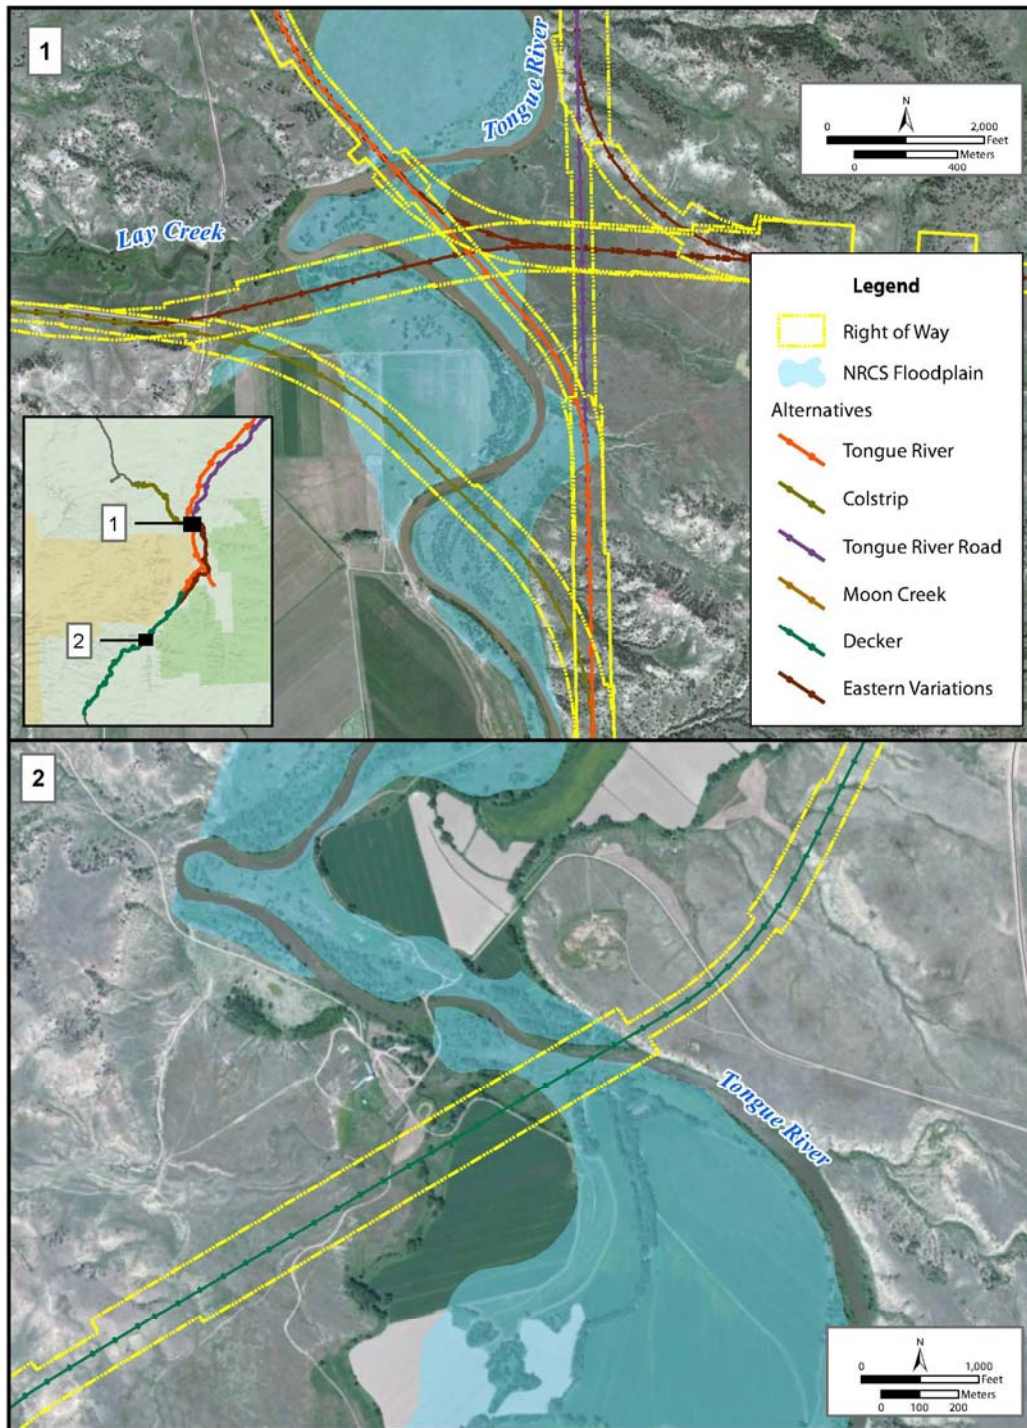 1
Tongue River
Lay Creek
N
0 2,000
Feet
Meters
0 400
Legend
Right of Way
NRCS Floodplain
Alternatives
Tongue River
Colstrip
Tongue River Road
Moon Creek
Decker
Eastern Variations
1
2
2
Tongue River
N
0 1,000
Feet
Meters
0 100 200